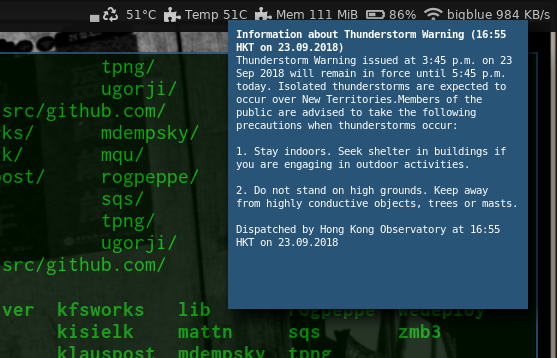 51°C Temp 51C Mem 111 MiB 86% bigblue 984 KB/s
Information about Thunderstorm Warning (16:55
HKT on 23.09.2018)
Thunderstorm Warning issued at 3:45 p.m. on 23
Sep 2018 will remain in force until 5:45 p.m.
today. Isolated thunderstorms are expected to
occur over New Territories.Members of the
public are advised to take the following
precautions when thunderstorms occur:
1. Stay indoors. Seek shelter in buildings if
you are engaging in outdoor activities.
2. Do not stand on high grounds. Keep away
from highly conductive objects, trees or masts.
Dispatched by Hong Kong Observatory at 16:55
HKT on 23.09.2018
tpng/
ugorji/
src/github.com/
ks/ mdempsky/
k/ mqu/
post/ rogpeppe/
sqs/
tpng/
ugorji/
src/github.com/
ver kfsworks lib rogpeppe wedeploy
kisielk mattn sqs zmb3
klauspost mdempsky tpng